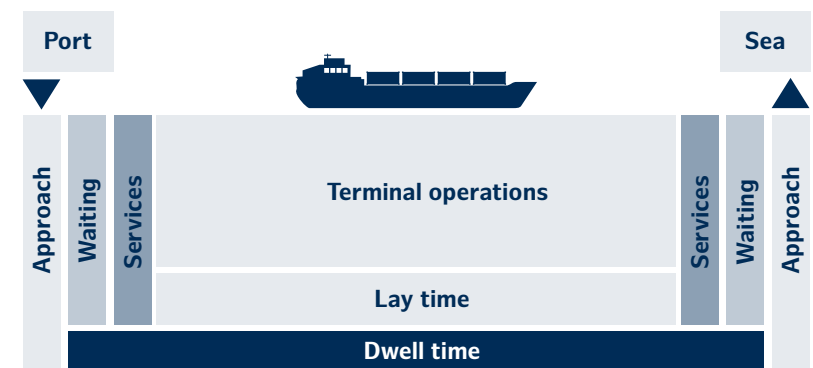 Port
Sea
Approach
Waiting
Services
Terminal operations
Services
Waiting
Approach
Lay time
Dwell time